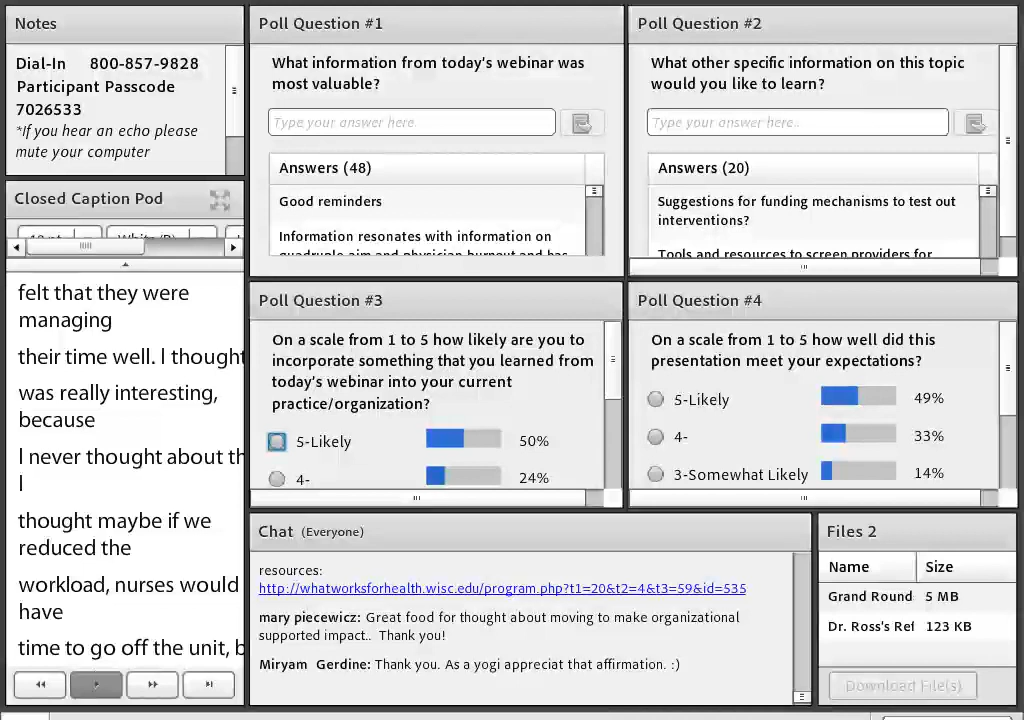 Notes
Dial-In 800-857-9828
Participant Passcode
7026533
*If you hear an echo please
mute your computer
Closed Caption Pod
felt that they were
managing
their time well. I thought
was really interesting,
because
I never thought about th
I
thought maybe if we
reduced the
workload, nurses would
have
time to go off the unit, b
Poll Question #1
What information from today's webinar was
most valuable?
Type your answer here.
Answers (48)
Good reminders
Information resonates with information on
quadruple aim and physician burnout and has
Poll Question #2
What other specific information on this topic
would you like to learn?
Type your answer here..
Answers (20)
Suggestions for funding mechanisms to test out
interventions?
Tools and resources to screen providers for
Poll Question #3
On a scale from 1 to 5 how likely are you to
incorporate something that you learned from
today's webinar into your current
practice/organization?
5-Likely 50%
4- 24%
Poll Question #4
On a scale from 1 to 5 how well did this
presentation meet your expectations?
5-Likely 49%
4- 33%
3-Somewhat Likely 14%
Chat (Everyone)
resources:
http://whatworksforhealth.wisc.edu/program.php?t1=20&t2=4&t3=59&id=535
mary piecewicz: Great food for thought about moving to make organizational
supported impact.. Thank you!
Miryam Gerdine: Thank you. As a yogi appreciat that affirmation. :)
Files 2
Name Size
Grand Round 5 MB
Dr. Ross's Ref 123 KB
Download File(s)